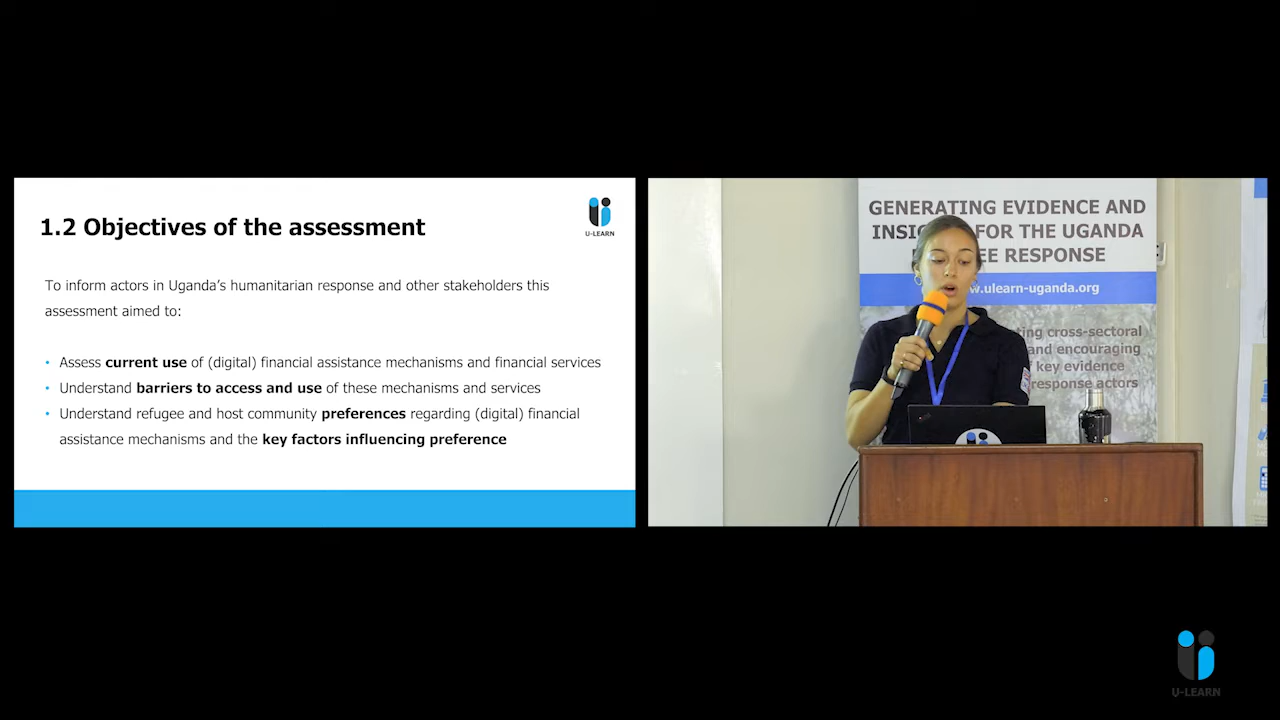 1.2 Objectives of the assessment
U-LEARN
To inform actors in Uganda's humanitarian response and other stakeholders this
assessment aimed to:
• Assess current use of (digital) financial assistance mechanisms and financial services
• Understand barriers to access and use of these mechanisms and services
• Understand refugee and host community preferences regarding (digital) financial
assistance mechanisms and the key factors influencing preference
GENERATING EVIDENCE AND
FOR THE UGANDA
RESPONSE
.ulearn-uganda.org
cross-sectoral
and encouraging
key evidence
response actors
U-LEARN